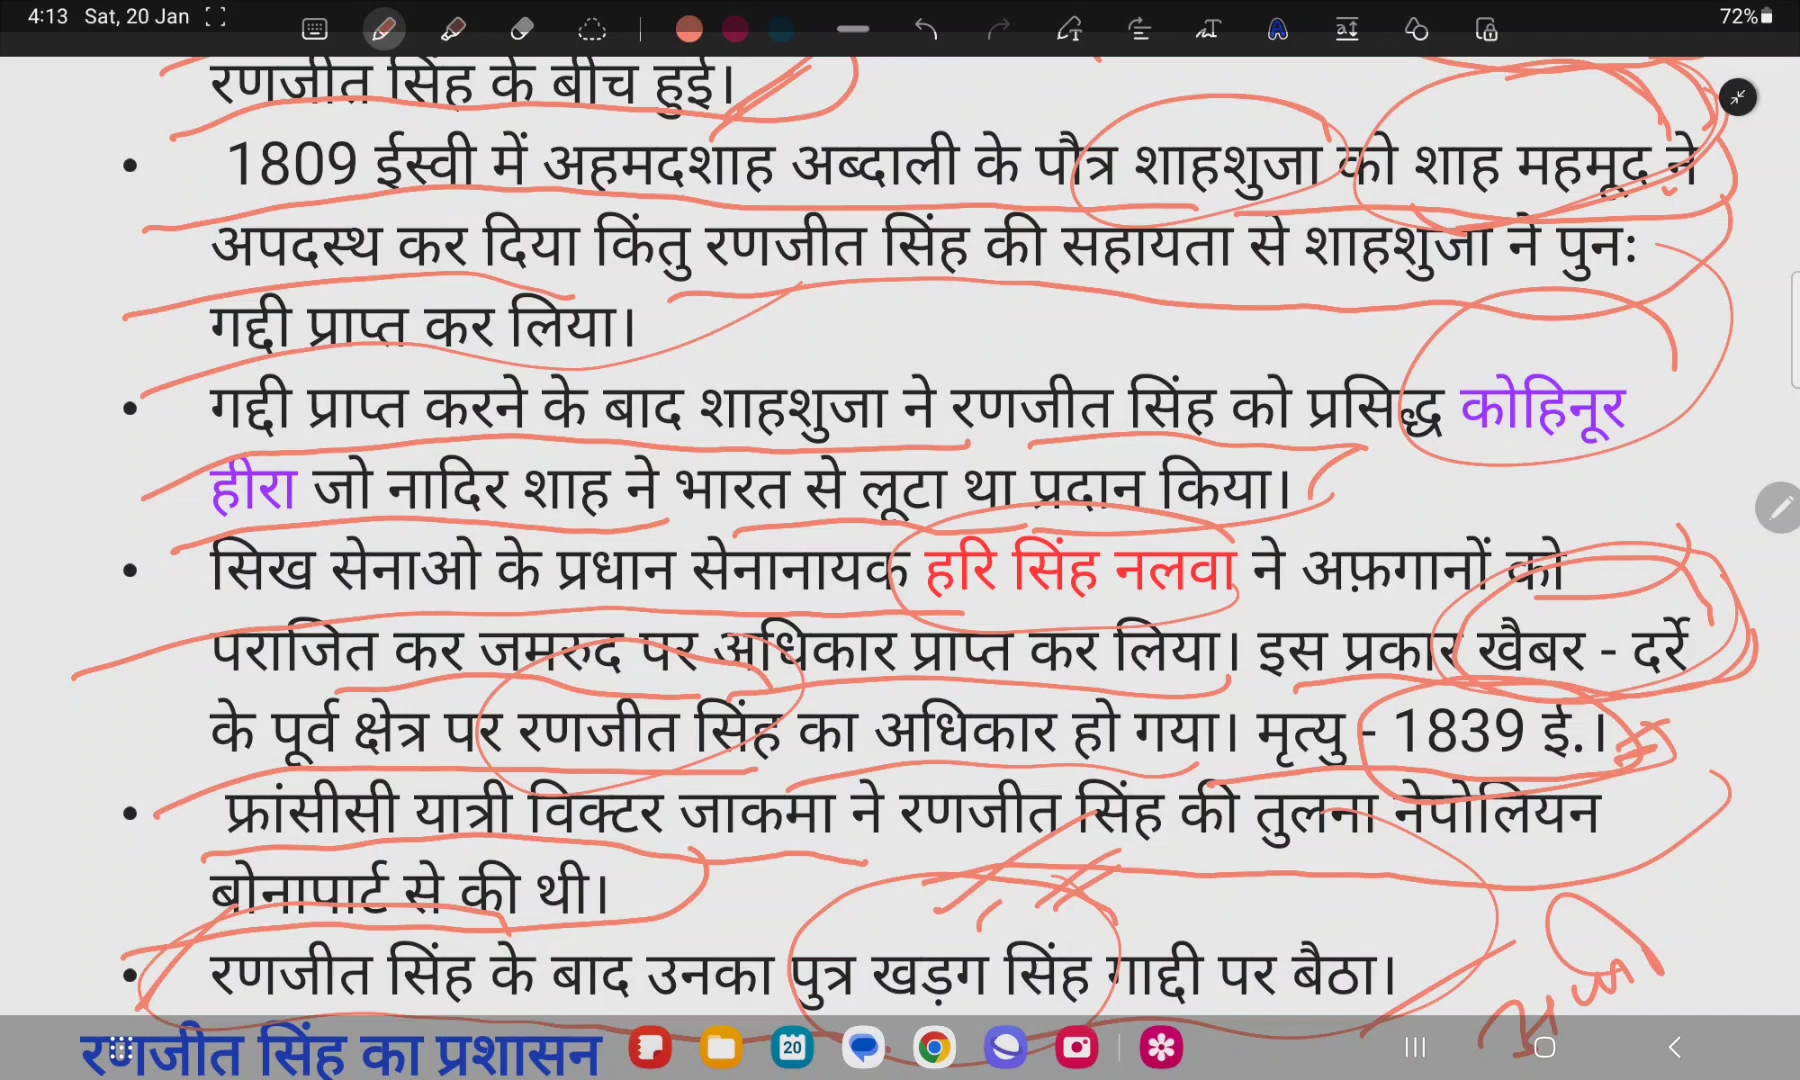 4:13 Sat, 20 Jan
72%
रणजीत सिंह के बीच हुई।
• 1809 ईस्वी में अहमदशाह अब्दाली के पौत्र शाहशुजा को शाह महमूद ने
अपदस्थ कर दिया किंतु रणजीत सिंह की सहायता से शाहशुजा ने पुनः
गद्दी प्राप्त कर लिया।
• गद्दी प्राप्त करने के बाद शाहशुजा ने रणजीत सिंह को प्रसिद्ध कोहिनूर
हीरा जो नादिर शाह ने भारत से लूटा था प्रदान किया।
• सिख सेनाओ के प्रधान सेनानायक हरि सिंह नलवा ने अफ़गानों को
पराजित कर जमरुद पर अधिकार प्राप्त कर लिया। इस प्रकार खैबर - दर्रे
के पूर्व क्षेत्र पर रणजीत सिंह का अधिकार हो गया। मृत्यु - 1839 ई.।
• फ्रांसीसी यात्री विक्टर जाकमा ने रणजीत सिंह की तुलना नेपोलियन
बोनापार्ट से की थी।
• रणजीत सिंह के बाद उनका पुत्र खड़ग सिंह गाद्दी पर बैठा।
रणजीत सिंह का प्रशासन
20